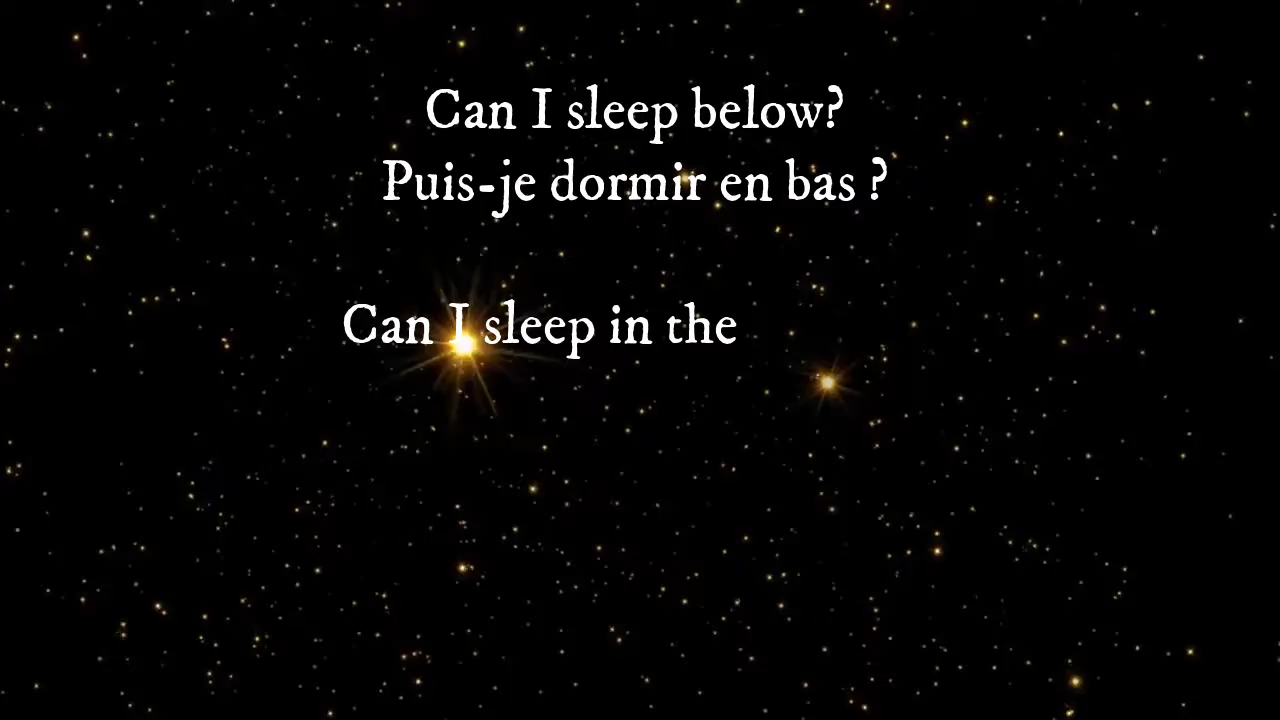 Can I sleep below?
Puis-je dormir en bas ?
Can I sleep in the